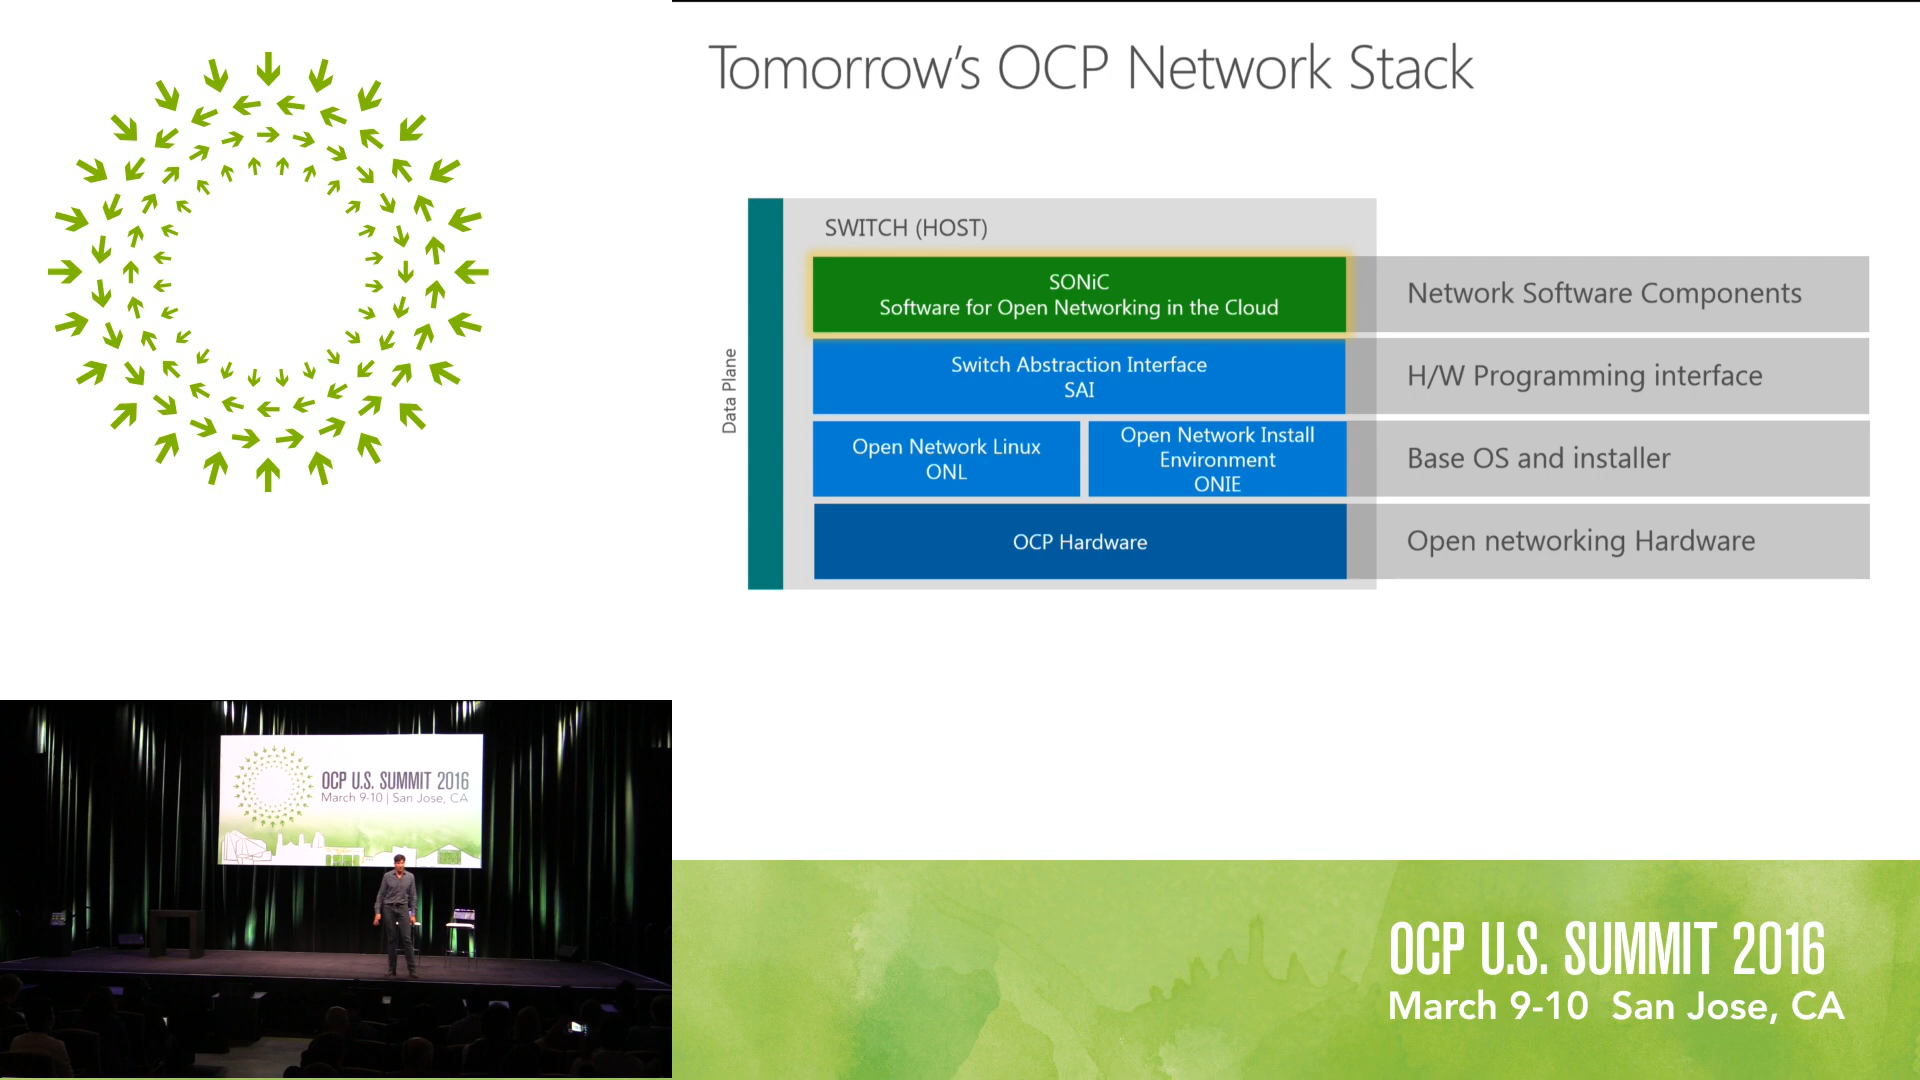 Tomorrow's OCP Network Stack
SWITCH (HOST)
Data Plane
SONiC
Software for Open Networking in the Cloud
Network Software Components
Switch Abstraction Interface
SAI
H/W Programming interface
Open Network Linux
ONL
Open Network Install
Environment
ONIE
Base OS and installer
OCP Hardware
Open networking Hardware
OCP U.S. SUMMIT 2016
March 9-10 | San Jose, CA
OCP U.S. SUMMIT 2016
March 9-10 San Jose, CA